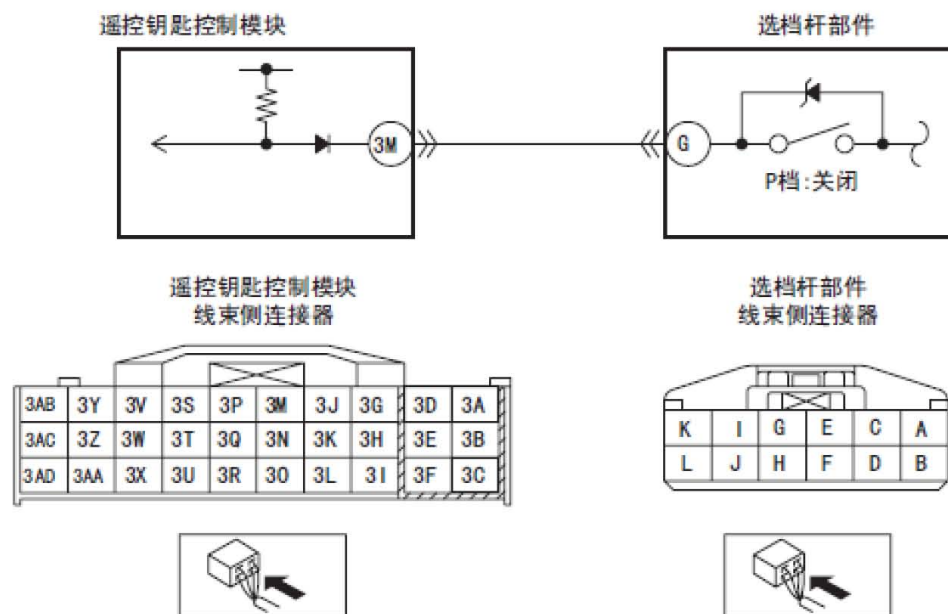 遥控钥匙控制模块
选档杆部件
3M
G
P档:关闭
遥控钥匙控制模块
线束侧连接器
选档杆部件
线束侧连接器
3AB 3Y 3V 3S 3P 3M 3J 3G 3D 3A
3AC 3Z 3W 3T 3Q 3N 3K 3H 3E 3B
3AD 3AA 3X 3U 3R 3O 3L 3I 3F 3C
K I G E C A
L J H F D B